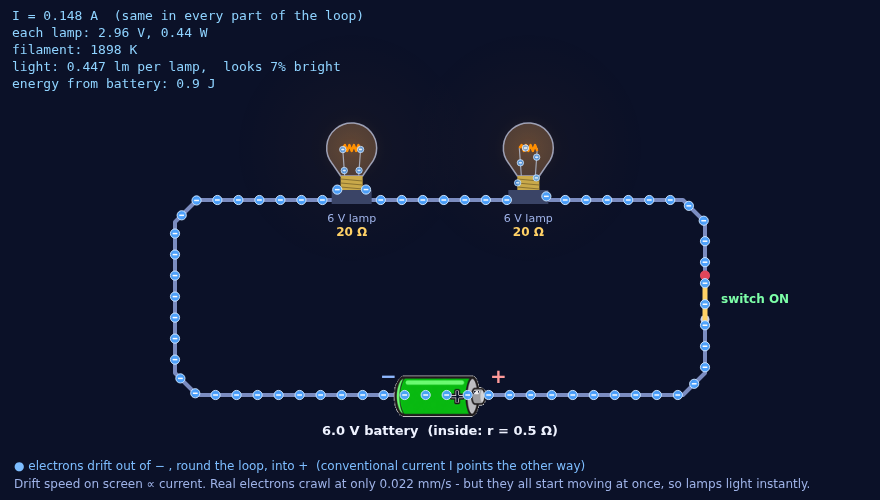 I = 0.148 A  (same in every part of the loop)
each lamp: 2.96 V, 0.44 W
filament: 1898 K
light: 0.447 lm per lamp,  looks 7% bright
energy from battery: 0.9 J
6 V lamp
20 Ω
6 V lamp
20 Ω
switch ON
− +
6.0 V battery  (inside: r = 0.5 Ω)
electrons drift out of − , round the loop, into +  (conventional current I points the other way)
Drift speed on screen ∝ current. Real electrons crawl at only 0.022 mm/s - but they all start moving at once, so lamps light instantly.